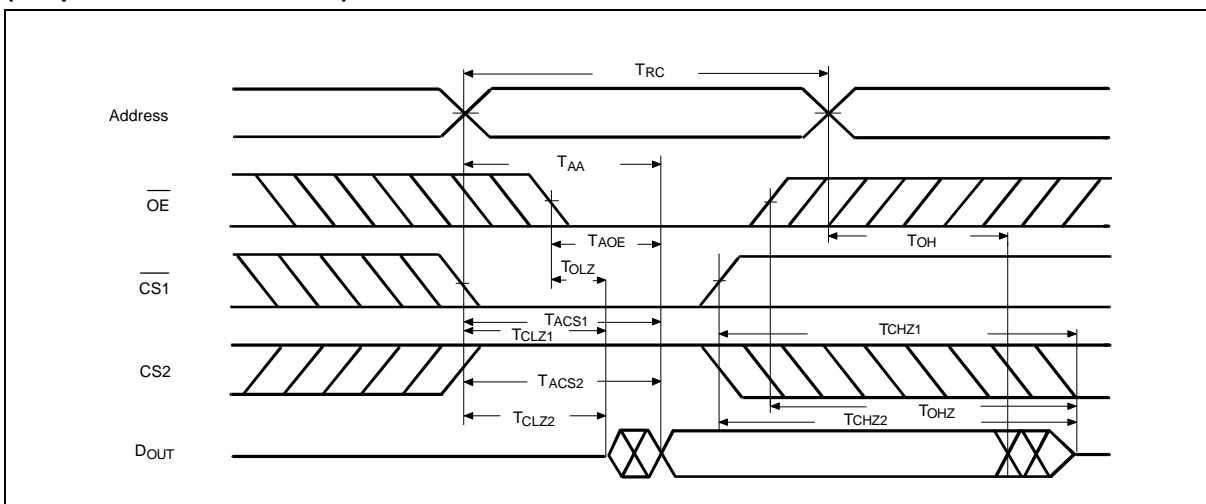 TRC
Address
TAA
OE
TAOE
TOH
TOLZ
CS1
TACS1
TCLZ1
TCHZ1
CS2
TACS2
TOHZ
TCLZ2
TCHZ2
DOUT